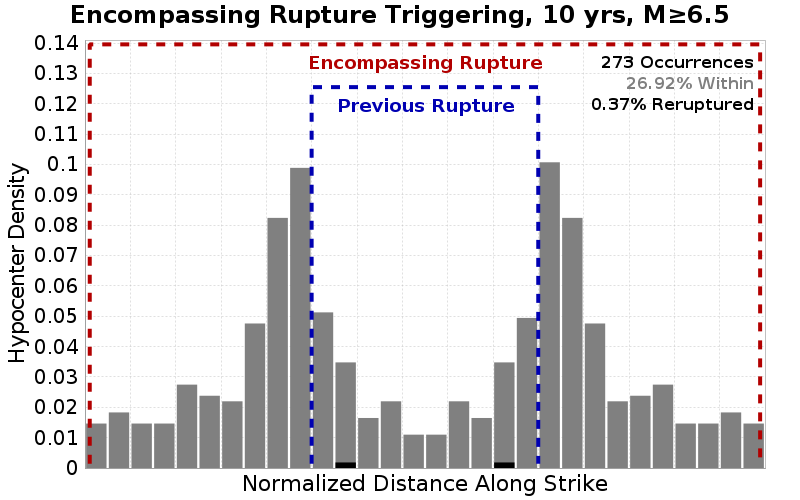 Encompassing Rupture Triggering, 10 yrs, M≥6.5
Encompassing Rupture
Previous Rupture
273 Occurrences
26.92% Within
0.37% Reruptured
Hypocenter Density
0.14
0.13
0.12
0.11
0.1
0.09
0.08
0.07
0.06
0.05
0.04
0.03
0.02
0.01
0
Normalized Distance Along Strike